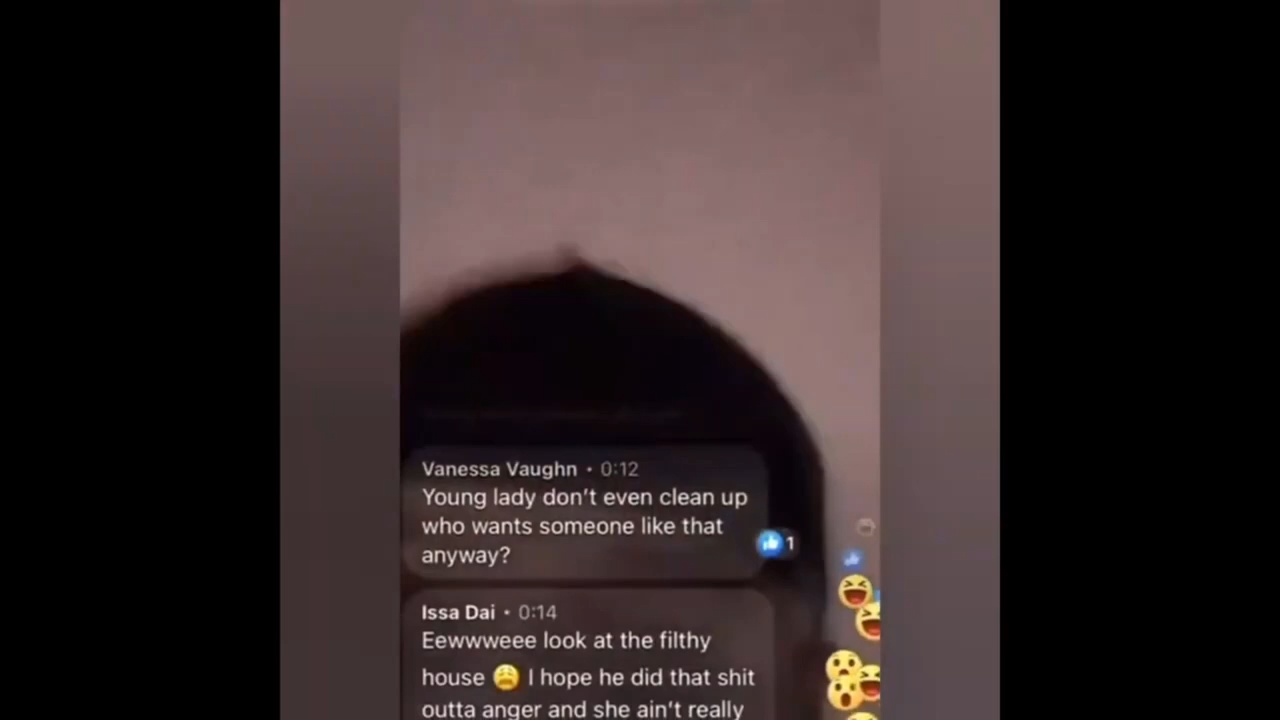 Vanessa Vaughn • 0:12
Young lady don't even clean up
who wants someone like that
anyway?
1
Issa Dai • 0:14
Eewwweee look at the filthy
house 😩 I hope he did that shit
outta anger and she ain't really